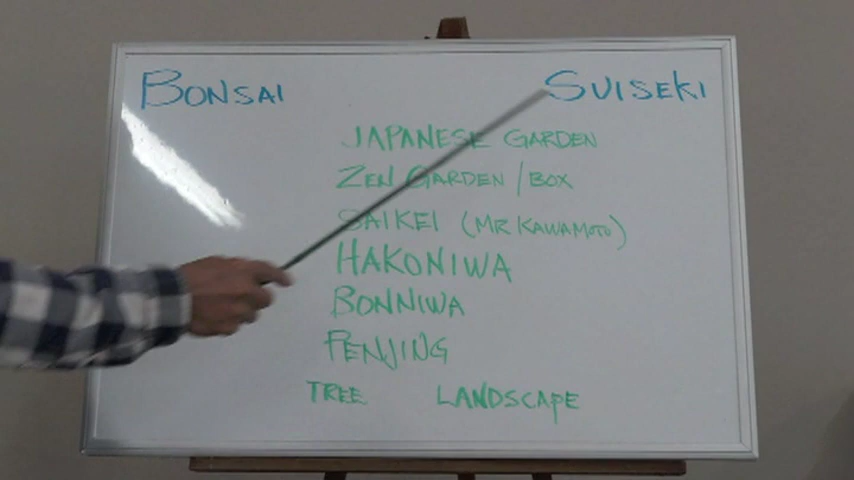 BONSAI SUISEKI
JAPANESE GARDEN
ZEN GARDEN / BOX
SAIKEI (MR KAWAMOTO)
HAKONIWA
BONNIWA
PENJING
TREE LANDSCAPE